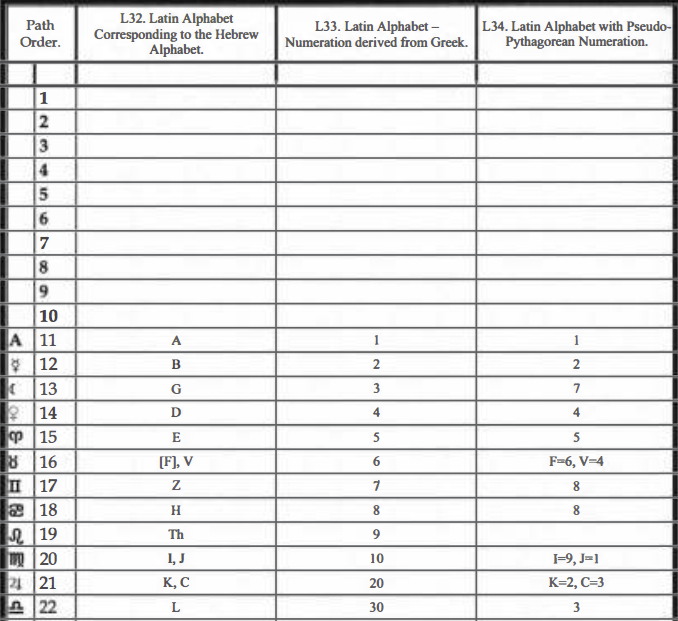 Path Order. | L32. Latin Alphabet Corresponding to the Hebrew Alphabet. | L33. Latin Alphabet – Numeration derived from Greek. | L34. Latin Alphabet with Pseudo-Pythagorean Numeration.
1
2
3
4
5
6
7
8
9
10
A 11 A 1 1
☿ 12 B 2 2
☾ 13 G 3 7
♀ 14 D 4 4
♈ 15 E 5 5
♉ 16 [F], V 6 F=6, V=4
♊ 17 Z 7 8
♋ 18 H 8 8
♌ 19 Th 9
♍ 20 I, J 10 I=9, J=1
♃ 21 K, C 20 K=2, C=3
♎ 22 L 30 3